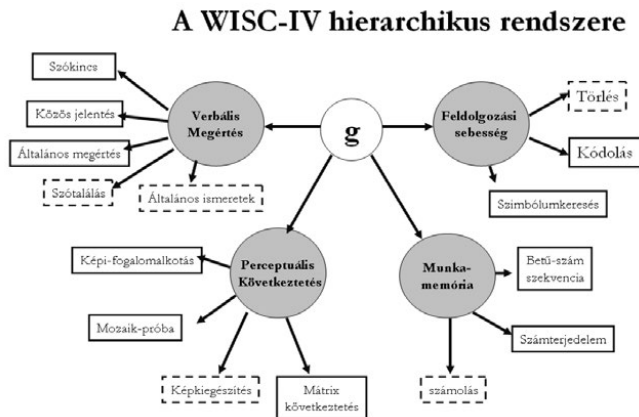 A WISC-IV hierarchikus rendszere
Szókincs
Közös jelentés
Általános megértés
Szótalálás
Általános ismeretek
Verbális
Megértés
g
Feldolgozási
sebesség
Törlés
Kódolás
Szimbólumkeresés
Képi-fogalomalkotás
Mozaik-próba
Képkiegészítés
Mátrix
következtetés
Perceptuális
Következtetés
Munka-
memória
Betű-szám
szekvencia
Számterjedelem
számolás